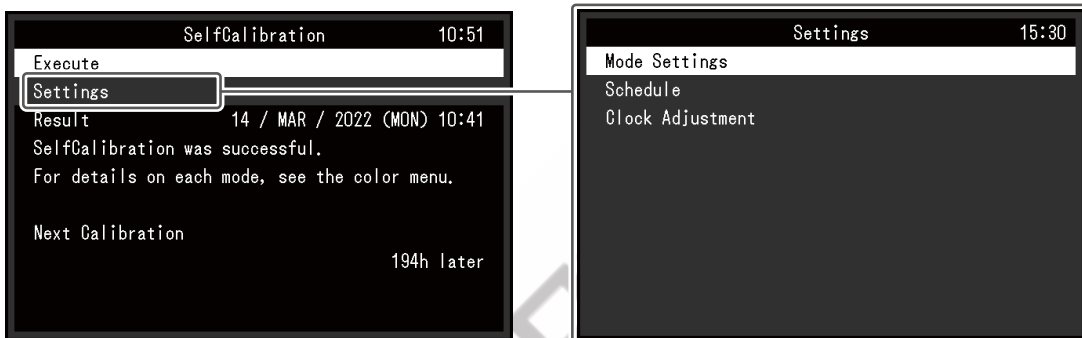 SelfCalibration 10:51
Execute
Settings
Result 14 / MAR / 2022 (MON) 10:41
SelfCalibration was successful.
For details on each mode, see the color menu.
Next Calibration
194h later
Settings 15:30
Mode Settings
Schedule
Clock Adjustment